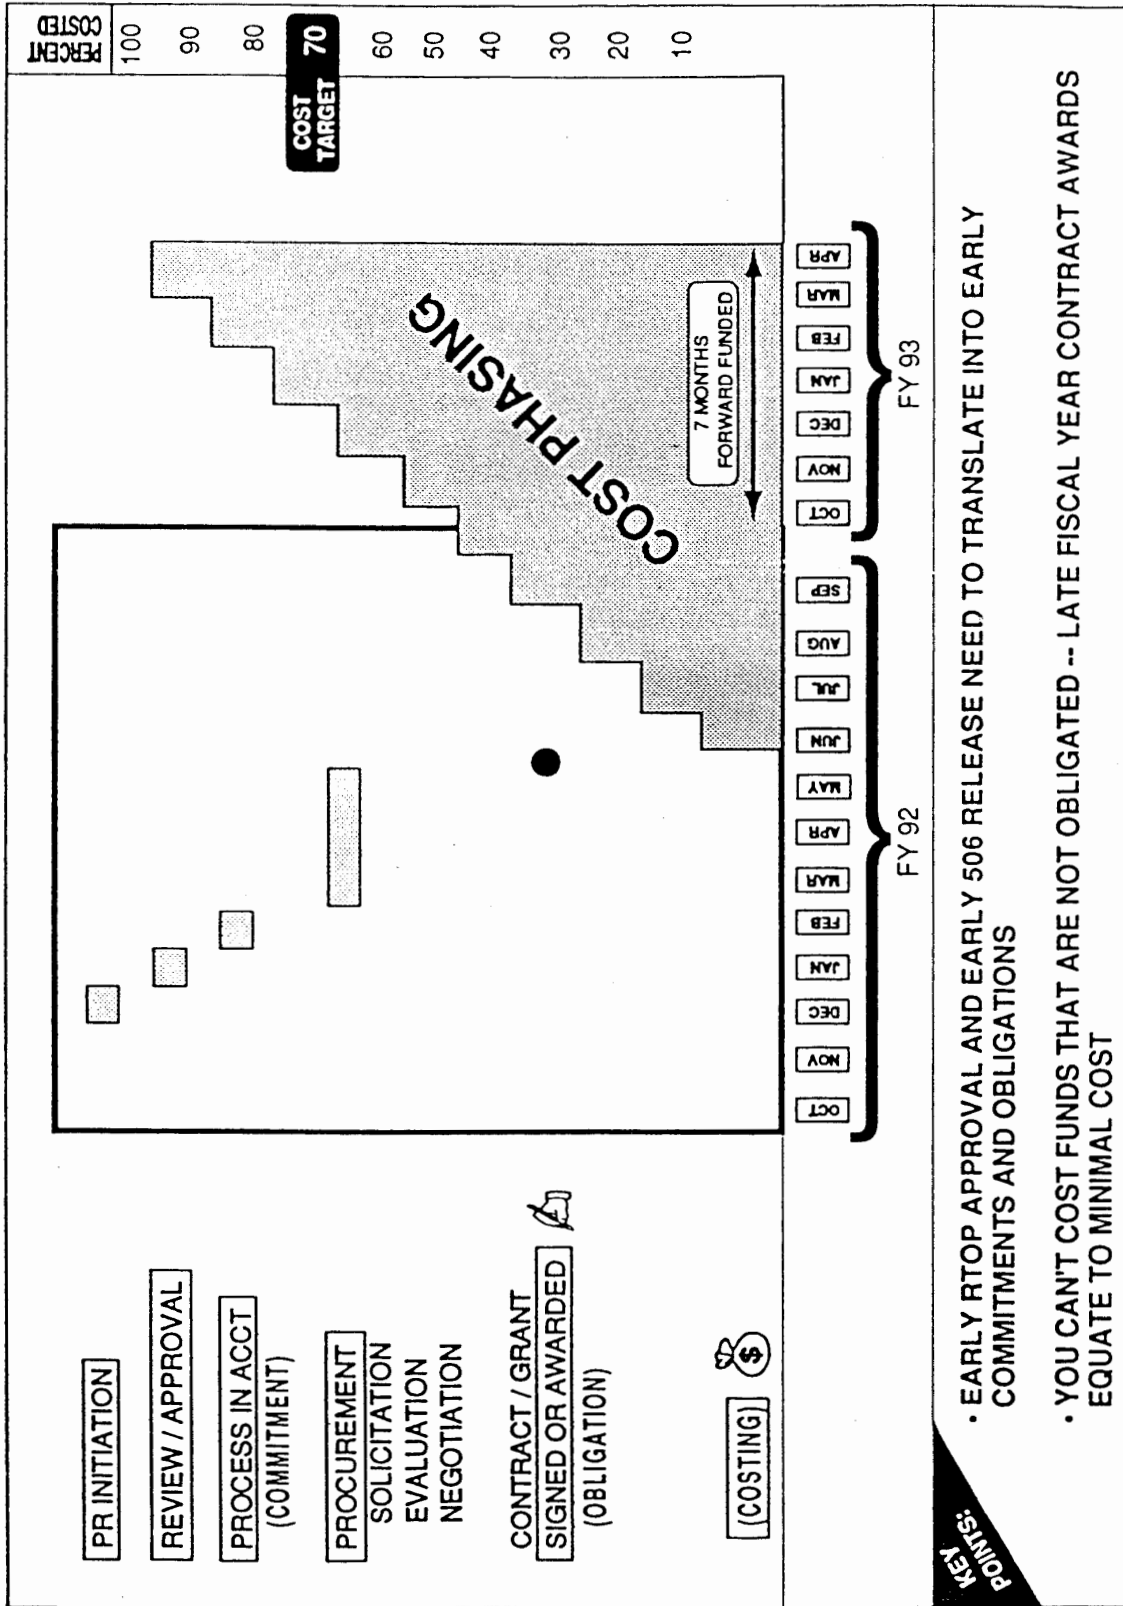 PERCENT
COSTED
PR INITIATION
100
REVIEW / APPROVAL
90
PROCESS IN ACCT
(COMMITMENT)
80
COST
TARGET 70
PROCUREMENT
SOLICITATION
EVALUATION
NEGOTIATION
60
50
CONTRACT / GRANT
SIGNED OR AWARDED
(OBLIGATION)
40
30
20
10
COST PHASING
7 MONTHS
FORWARD FUNDED
(COSTING)
$
OCT NOV DEC JAN FEB MAR APR MAY JUN JUL AUG SEP OCT NOV DEC JAN FEB MAR APR
FY 92 FY 93
KEY
POINTS:
• EARLY RTOP APPROVAL AND EARLY 506 RELEASE NEED TO TRANSLATE INTO EARLY
COMMITMENTS AND OBLIGATIONS
• YOU CAN'T COST FUNDS THAT ARE NOT OBLIGATED -- LATE FISCAL YEAR CONTRACT AWARDS
EQUATE TO MINIMAL COST